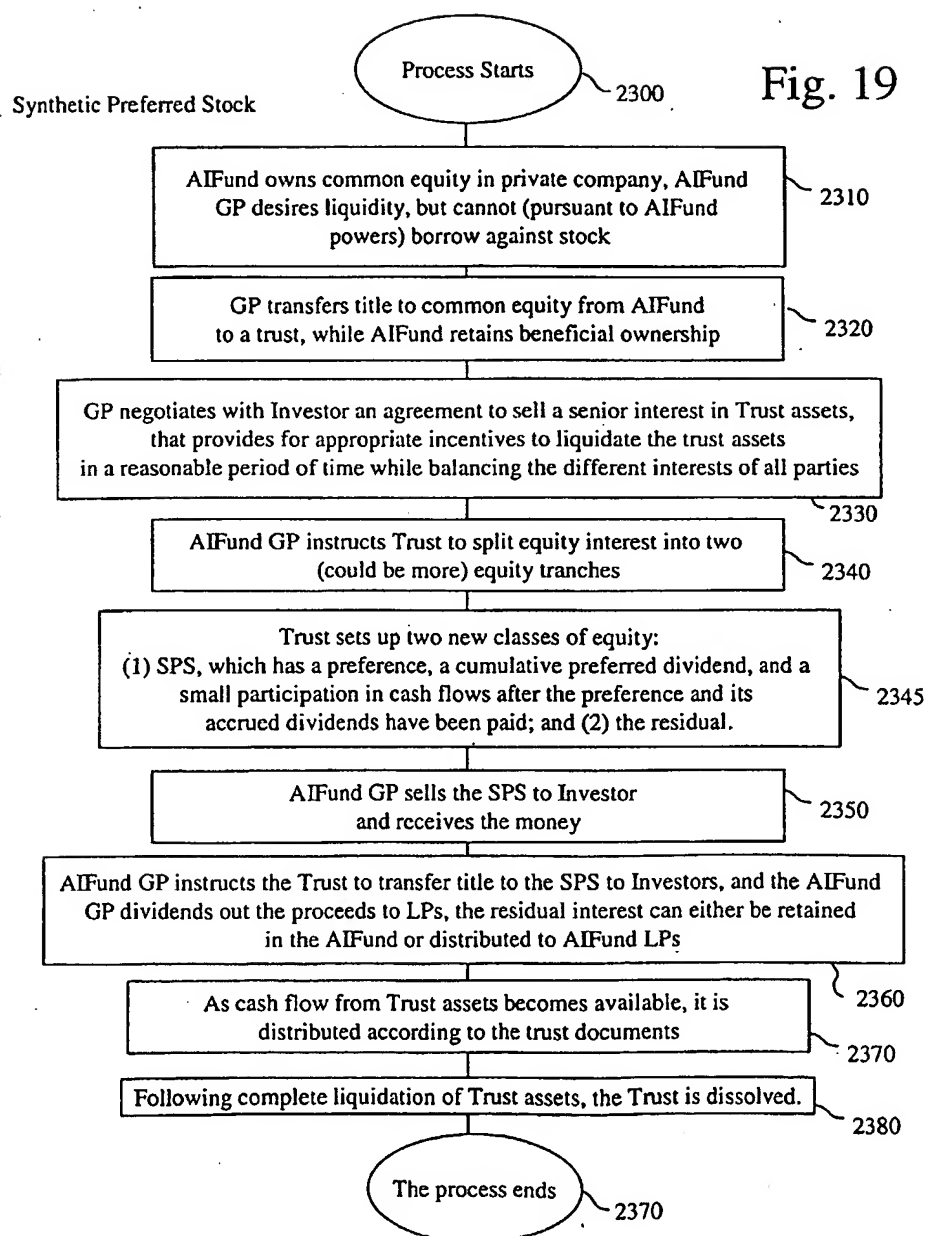 Process Starts
2300
Fig. 19
Synthetic Preferred Stock
AIFund owns common equity in private company, AIFund
GP desires liquidity, but cannot (pursuant to AIFund
powers) borrow against stock
2310
GP transfers title to common equity from AIFund
to a trust, while AIFund retains beneficial ownership
2320
GP negotiates with Investor an agreement to sell a senior interest in Trust assets,
that provides for appropriate incentives to liquidate the trust assets
in a reasonable period of time while balancing the different interests of all parties
2330
AIFund GP instructs Trust to split equity interest into two
(could be more) equity tranches
2340
Trust sets up two new classes of equity:
(1) SPS, which has a preference, a cumulative preferred dividend, and a
small participation in cash flows after the preference and its
accrued dividends have been paid; and (2) the residual.
2345
AIFund GP sells the SPS to Investor
and receives the money
2350
AIFund GP instructs the Trust to transfer title to the SPS to Investors, and the AIFund
GP dividends out the proceeds to LPs, the residual interest can either be retained
in the AIFund or distributed to AIFund LPs
2360
As cash flow from Trust assets becomes available, it is
distributed according to the trust documents
2370
Following complete liquidation of Trust assets, the Trust is dissolved.
2380
The process ends
2370